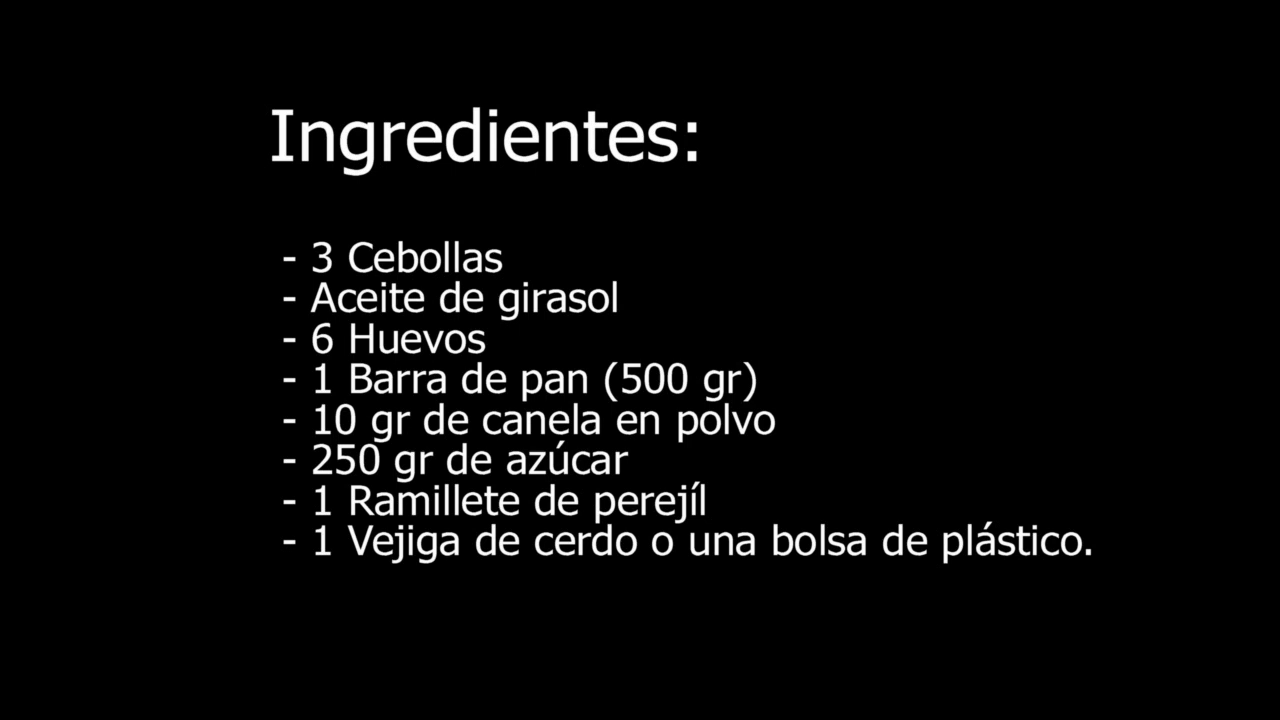 Ingredientes:
- 3 Cebollas
- Aceite de girasol
- 6 Huevos
- 1 Barra de pan (500 gr)
- 10 gr de canela en polvo
- 250 gr de azúcar
- 1 Ramillete de perejíl
- 1 Vejiga de cerdo o una bolsa de plástico.